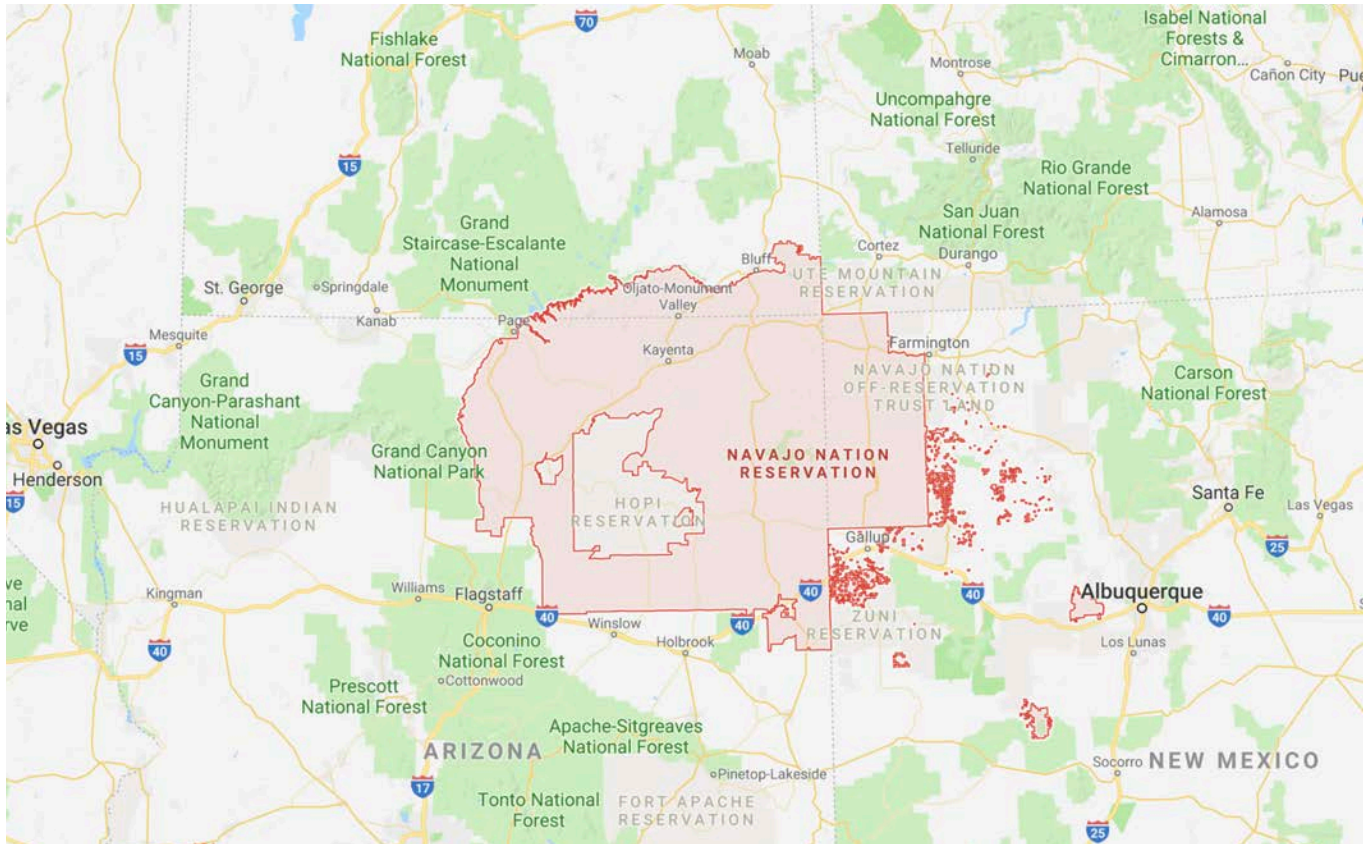 70
Fishlake
National Forest
Moab
Montrose
Isabel National
Forests &
Cimarron...
Cañon City
Pue
Uncompahgre
National Forest
Telluride
15
Rio Grande
National Forest
San Juan
National Forest
Alamosa
Grand
Staircase-Escalante
National
Monument
Bluff
Cortez
Durango
UTE MOUNTAIN
RESERVATION
St. George
Springdale
Oljato-Monument
Valley
Kanab
Page
Mesquite
15
Kayenta
Farmington
NAVAJO NATION
OFF-RESERVATION
TRUST LAND
Carson
National Forest
Grand
Canyon-Parashant
National
Monument
as Vegas
Henderson
15
Grand Canyon
National Park
NAVAJO NATION
RESERVATION
HUALAPAI INDIAN
RESERVATION
HOPI
RESERVATION
Santa Fe
Las Vegas
25
Gallup
Kingman
Williams
Flagstaff
40
Winslow
Holbrook
40
40
40
Albuquerque
40
ZUNI
RESERVATION
Los Lunas
ve
nal
rve
40
Coconino
National Forest
Cottonwood
Prescott
National Forest
Apache-Sitgreaves
National Forest
ARIZONA
Pinetop-Lakeside
Socorro
NEW MEXICO
17
Tonto National
Forest
FORT APACHE
RESERVATION
25